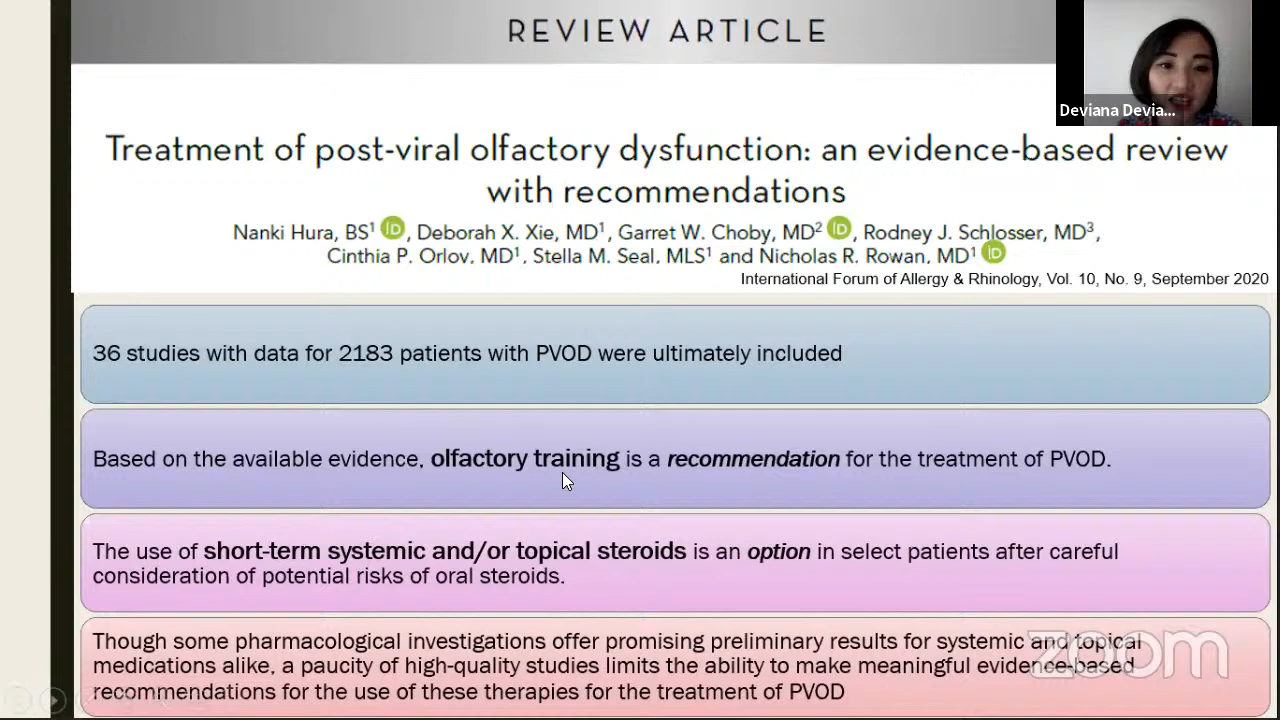 REVIEW ARTICLE
Deviana Devia...
Treatment of post-viral olfactory dysfunction: an evidence-based review
with recommendations
Nanki Hura, BS1 iD, Deborah X. Xie, MD1, Garret W. Choby, MD2 iD, Rodney J. Schlosser, MD3,
Cinthia P. Orlov, MD1, Stella M. Seal, MLS1 and Nicholas R. Rowan, MD1 iD
International Forum of Allergy & Rhinology, Vol. 10, No. 9, September 2020
36 studies with data for 2183 patients with PVOD were ultimately included
Based on the available evidence, olfactory training is a recommendation for the treatment of PVOD.
The use of short-term systemic and/or topical steroids is an option in select patients after careful
consideration of potential risks of oral steroids.
Though some pharmacological investigations offer promising preliminary results for systemic and topical
medications alike, a paucity of high-quality studies limits the ability to make meaningful evidence-based
recommendations for the use of these therapies for the treatment of PVOD
zoom